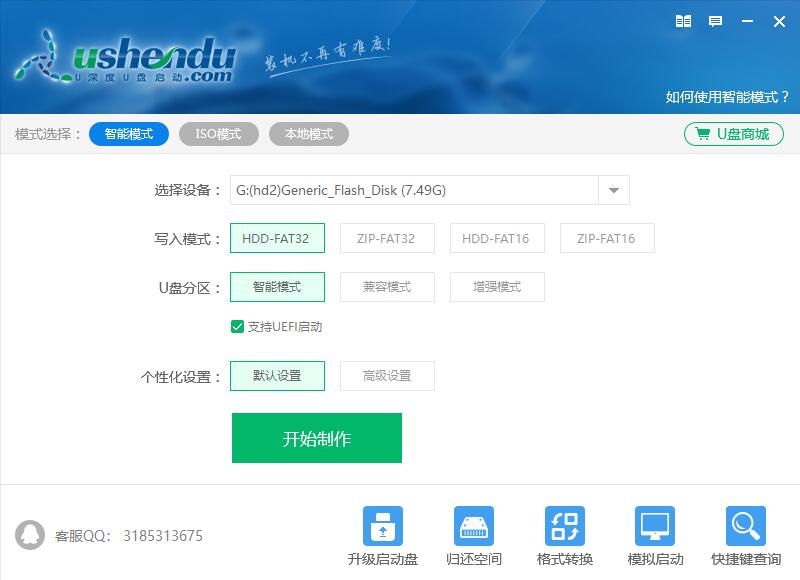 ushendu
U深度U盘启动.com
装机不再有难度!
如何使用智能模式？
模式选择： 智能模式 ISO模式 本地模式 U盘商城
选择设备： G:(hd2)Generic_Flash_Disk (7.49G)
写入模式： HDD-FAT32 ZIP-FAT32 HDD-FAT16 ZIP-FAT16
U盘分区： 智能模式 兼容模式 增强模式
支持UEFI启动
个性化设置： 默认设置 高级设置
开始制作
客服QQ： 3185313675
升级启动盘 归还空间 格式转换 模拟启动 快捷键查询